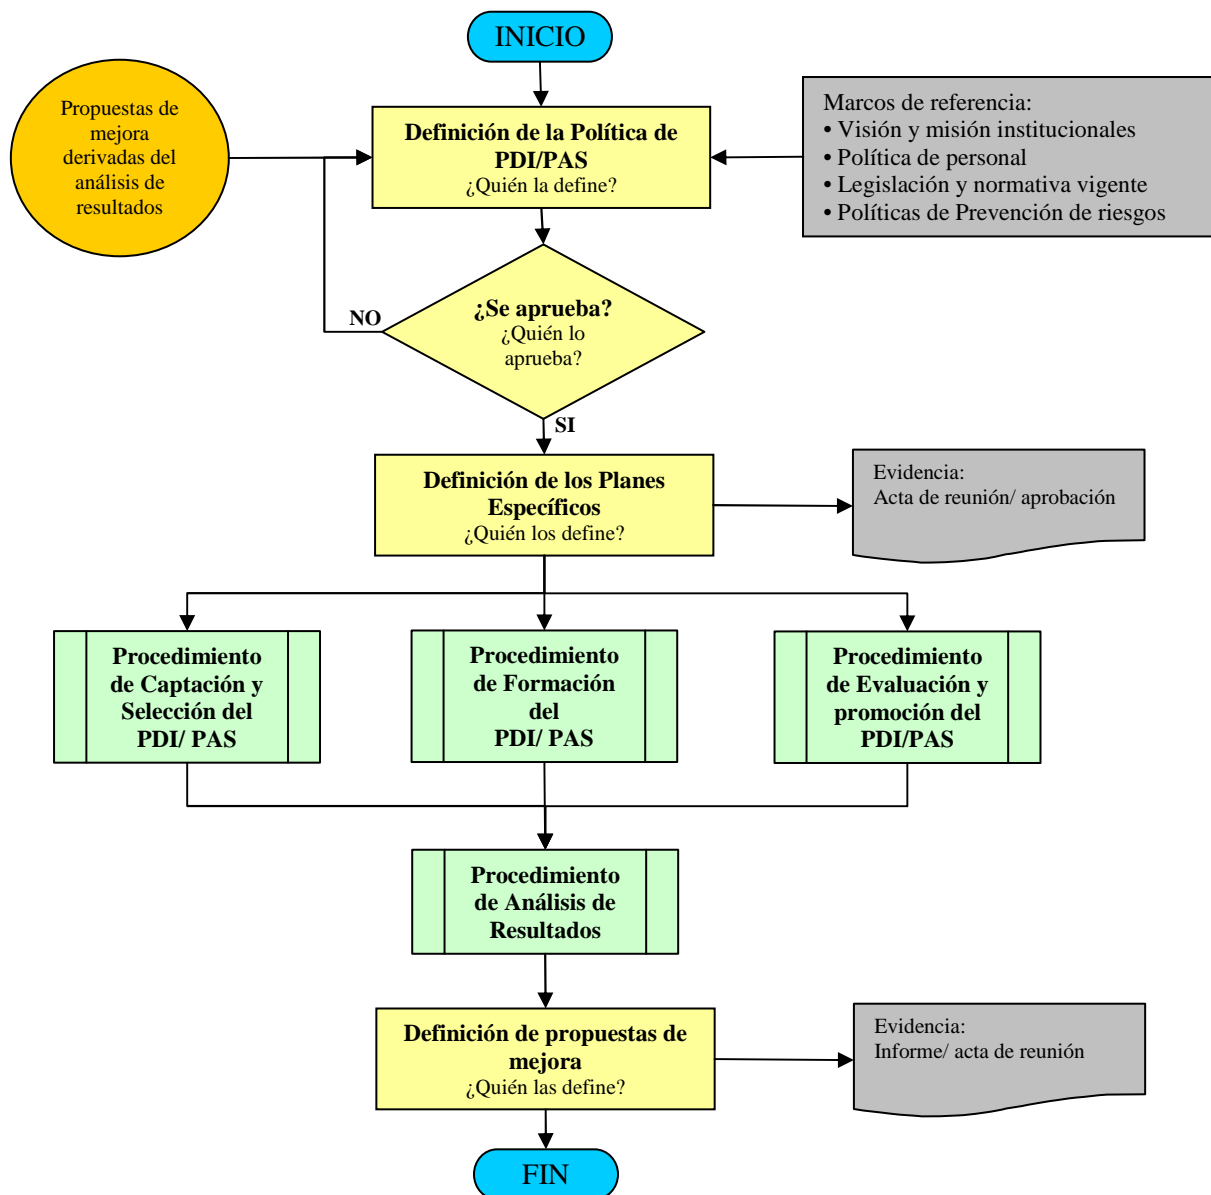 INICIO
Propuestas de
mejora
derivadas del
análisis de
resultados
Definición de la Política de
PDI/PAS
¿Quién la define?
Marcos de referencia:
• Visión y misión institucionales
• Política de personal
• Legislación y normativa vigente
• Políticas de Prevención de riesgos
¿Se aprueba?
¿Quién lo
aprueba?
NO
SI
Definición de los Planes
Específicos
¿Quién los define?
Evidencia:
Acta de reunión/ aprobación
Procedimiento
de Captación y
Selección del
PDI/ PAS
Procedimiento
de Formación
del
PDI/ PAS
Procedimiento
de Evaluación y
promoción del
PDI/PAS
Procedimiento
de Análisis de
Resultados
Definición de propuestas de
mejora
¿Quién las define?
Evidencia:
Informe/ acta de reunión
FIN